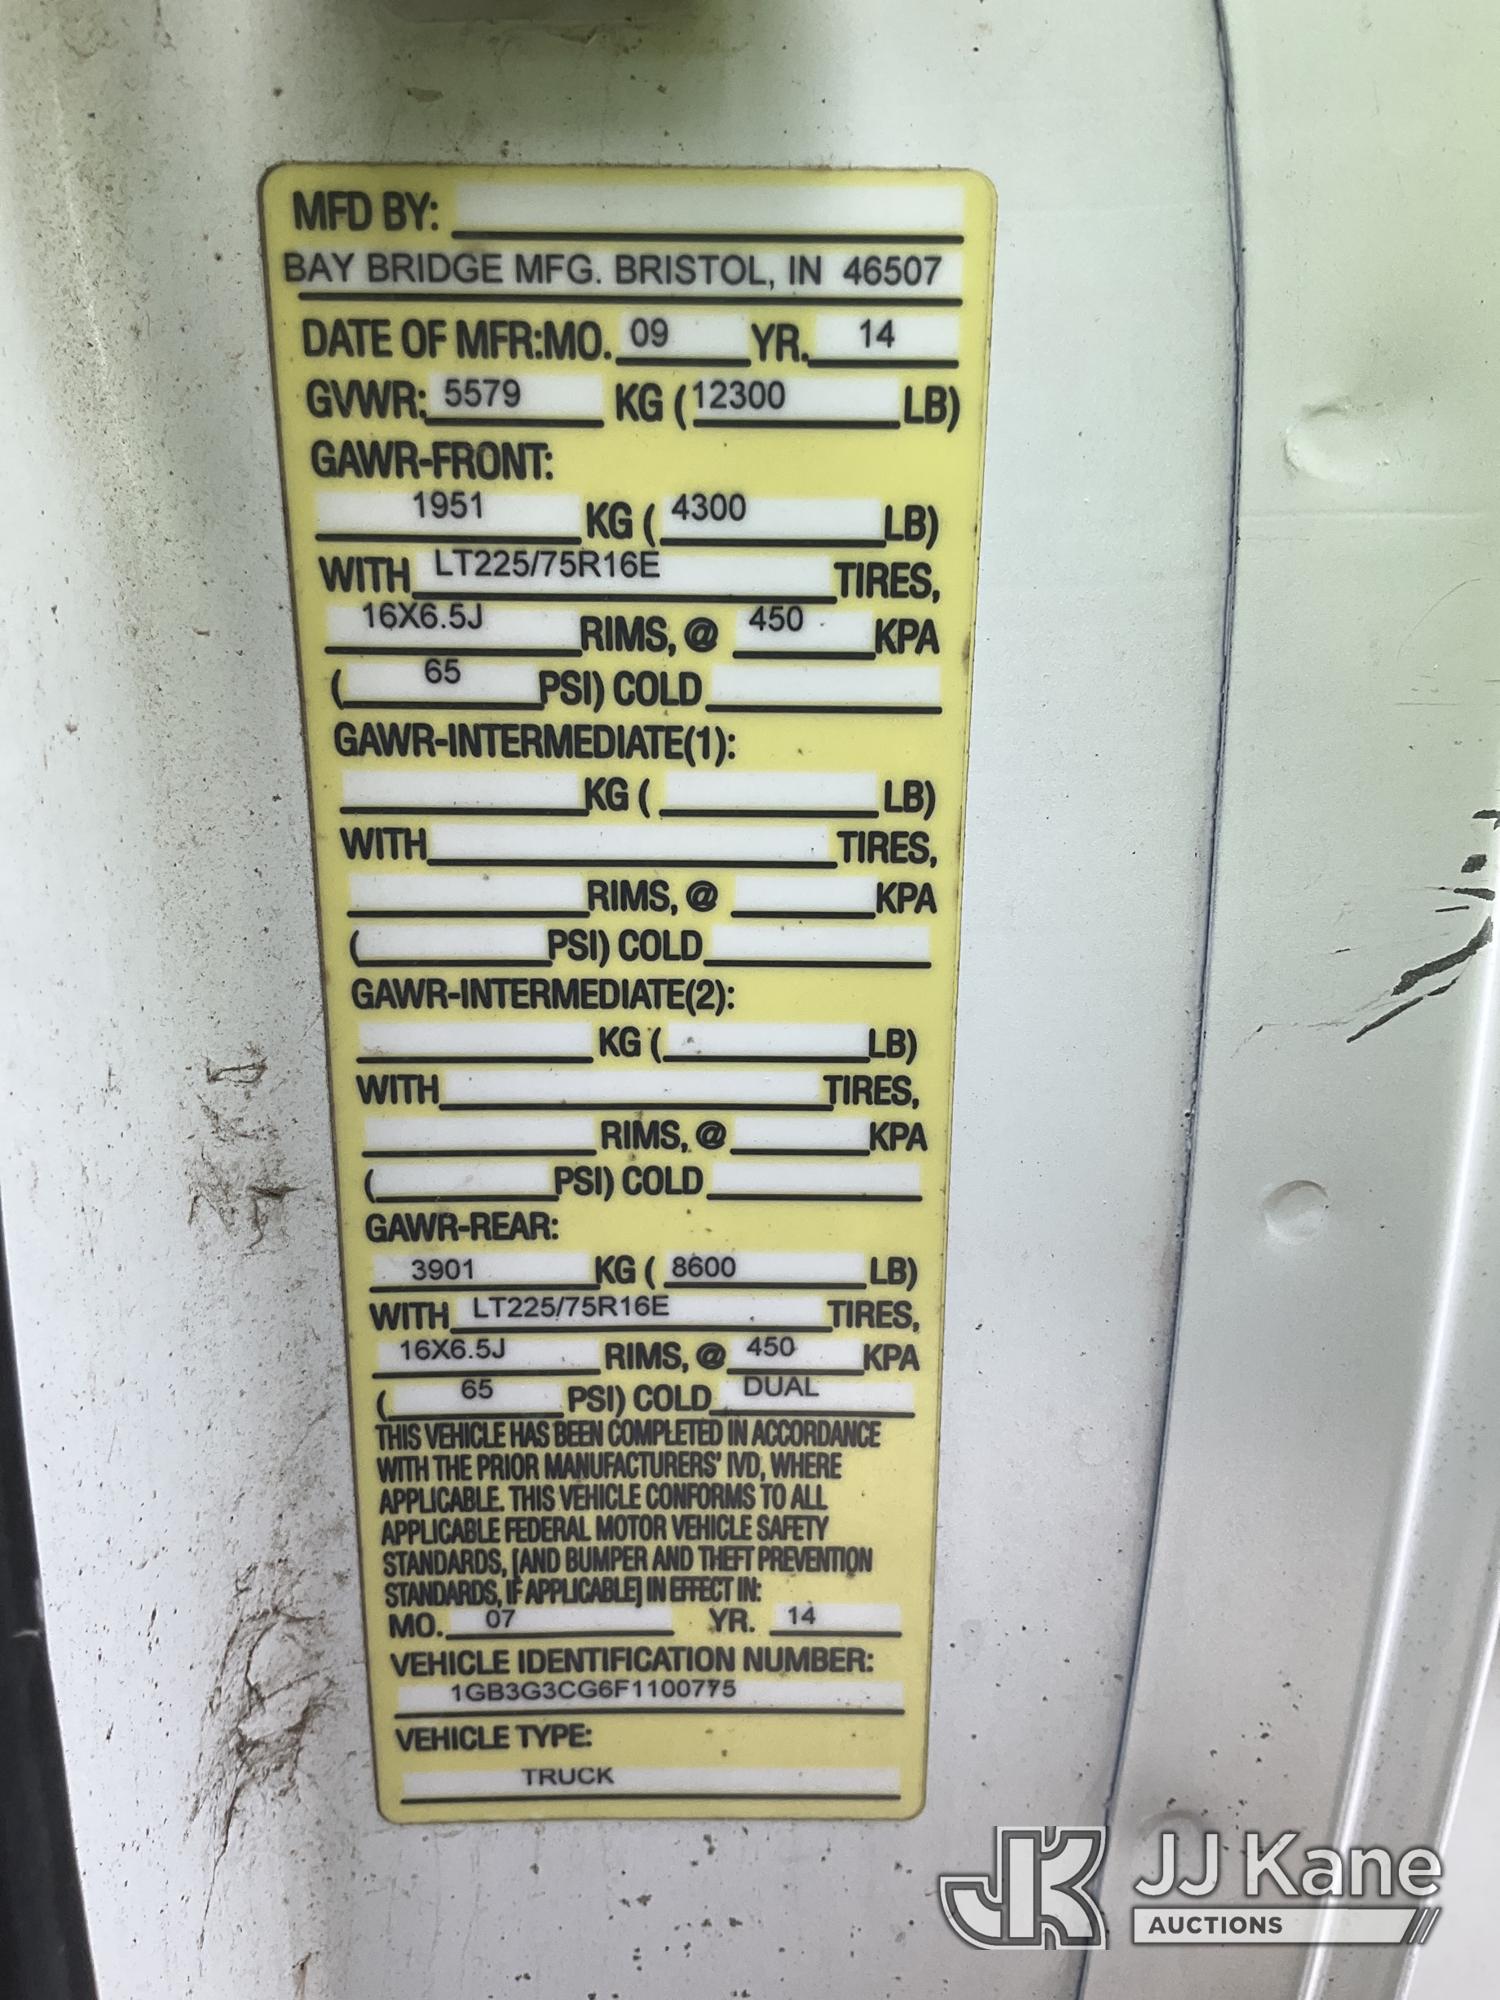 MFD BY:
BAY BRIDGE MFG. BRISTOL, IN 46507
DATE OF MFR:MO. 09 YR. 14
GVWR: 5579 KG (12300 LB)
GAWR-FRONT:
1951 KG ( 4300 LB)
WITH LT225/75R16E TIRES,
16X6.5J RIMS, @ 450 KPA
( 65 PSI) COLD
GAWR-INTERMEDIATE(1):
KG ( LB)
WITH TIRES,
RIMS, @ KPA
( PSI) COLD
GAWR-INTERMEDIATE(2):
KG ( LB)
WITH TIRES,
RIMS, @ KPA
( PSI) COLD
GAWR-REAR:
3901 KG ( 8600 LB)
WITH LT225/75R16E TIRES,
16X6.5J RIMS, @ 450 KPA
( 65 PSI) COLD DUAL
THIS VEHICLE HAS BEEN COMPLETED IN ACCORDANCE
WITH THE PRIOR MANUFACTURERS' IVD, WHERE
APPLICABLE. THIS VEHICLE CONFORMS TO ALL
APPLICABLE FEDERAL MOTOR VEHICLE SAFETY
STANDARDS, [AND BUMPER AND THEFT PREVENTION
STANDARDS, IF APPLICABLE] IN EFFECT IN:
MO. 07 YR. 14
VEHICLE IDENTIFICATION NUMBER:
1GB3G3CG6F1100775
VEHICLE TYPE:
TRUCK
JK JJ Kane
AUCTIONS